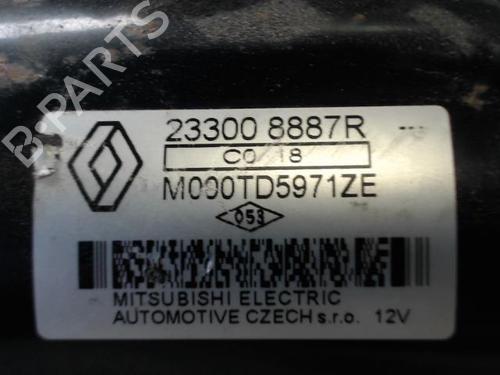 23300 8887R
C0 18
M000TD5971ZE
053
MITSUBISHI ELECTRIC
AUTOMOTIVE CZECH s.r.o. 12V
B-PARTS